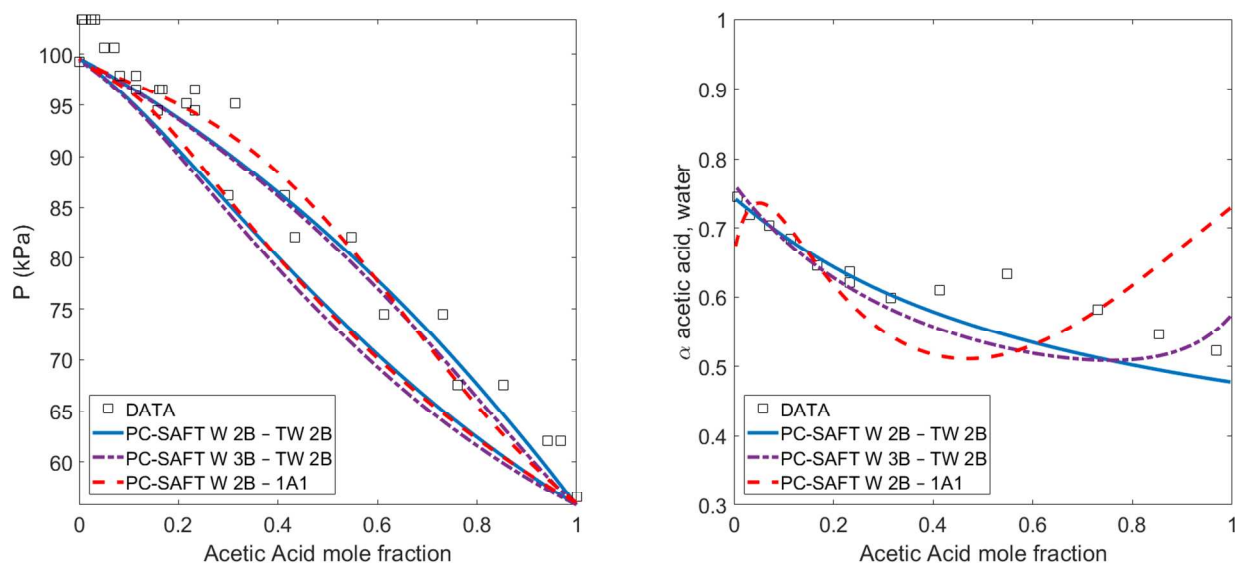 P (kPa)
100
95
90
85
80
75
70
65
60
DATA
PC-SAFT W 2B – TW 2B
PC-SAFT W 3B – TW 2B
PC-SAFT W 2B – 1A1
0 0.2 0.4 0.6 0.8 1
Acetic Acid mole fraction
α acetic acid, water
1
0.9
0.8
0.7
0.6
0.5
0.4
0.3
DATA
PC-SAFT W 2B – TW 2B
PC-SAFT W 3B – TW 2B
PC-SAFT W 2B – 1A1
0 0.2 0.4 0.6 0.8 1
Acetic Acid mole fraction